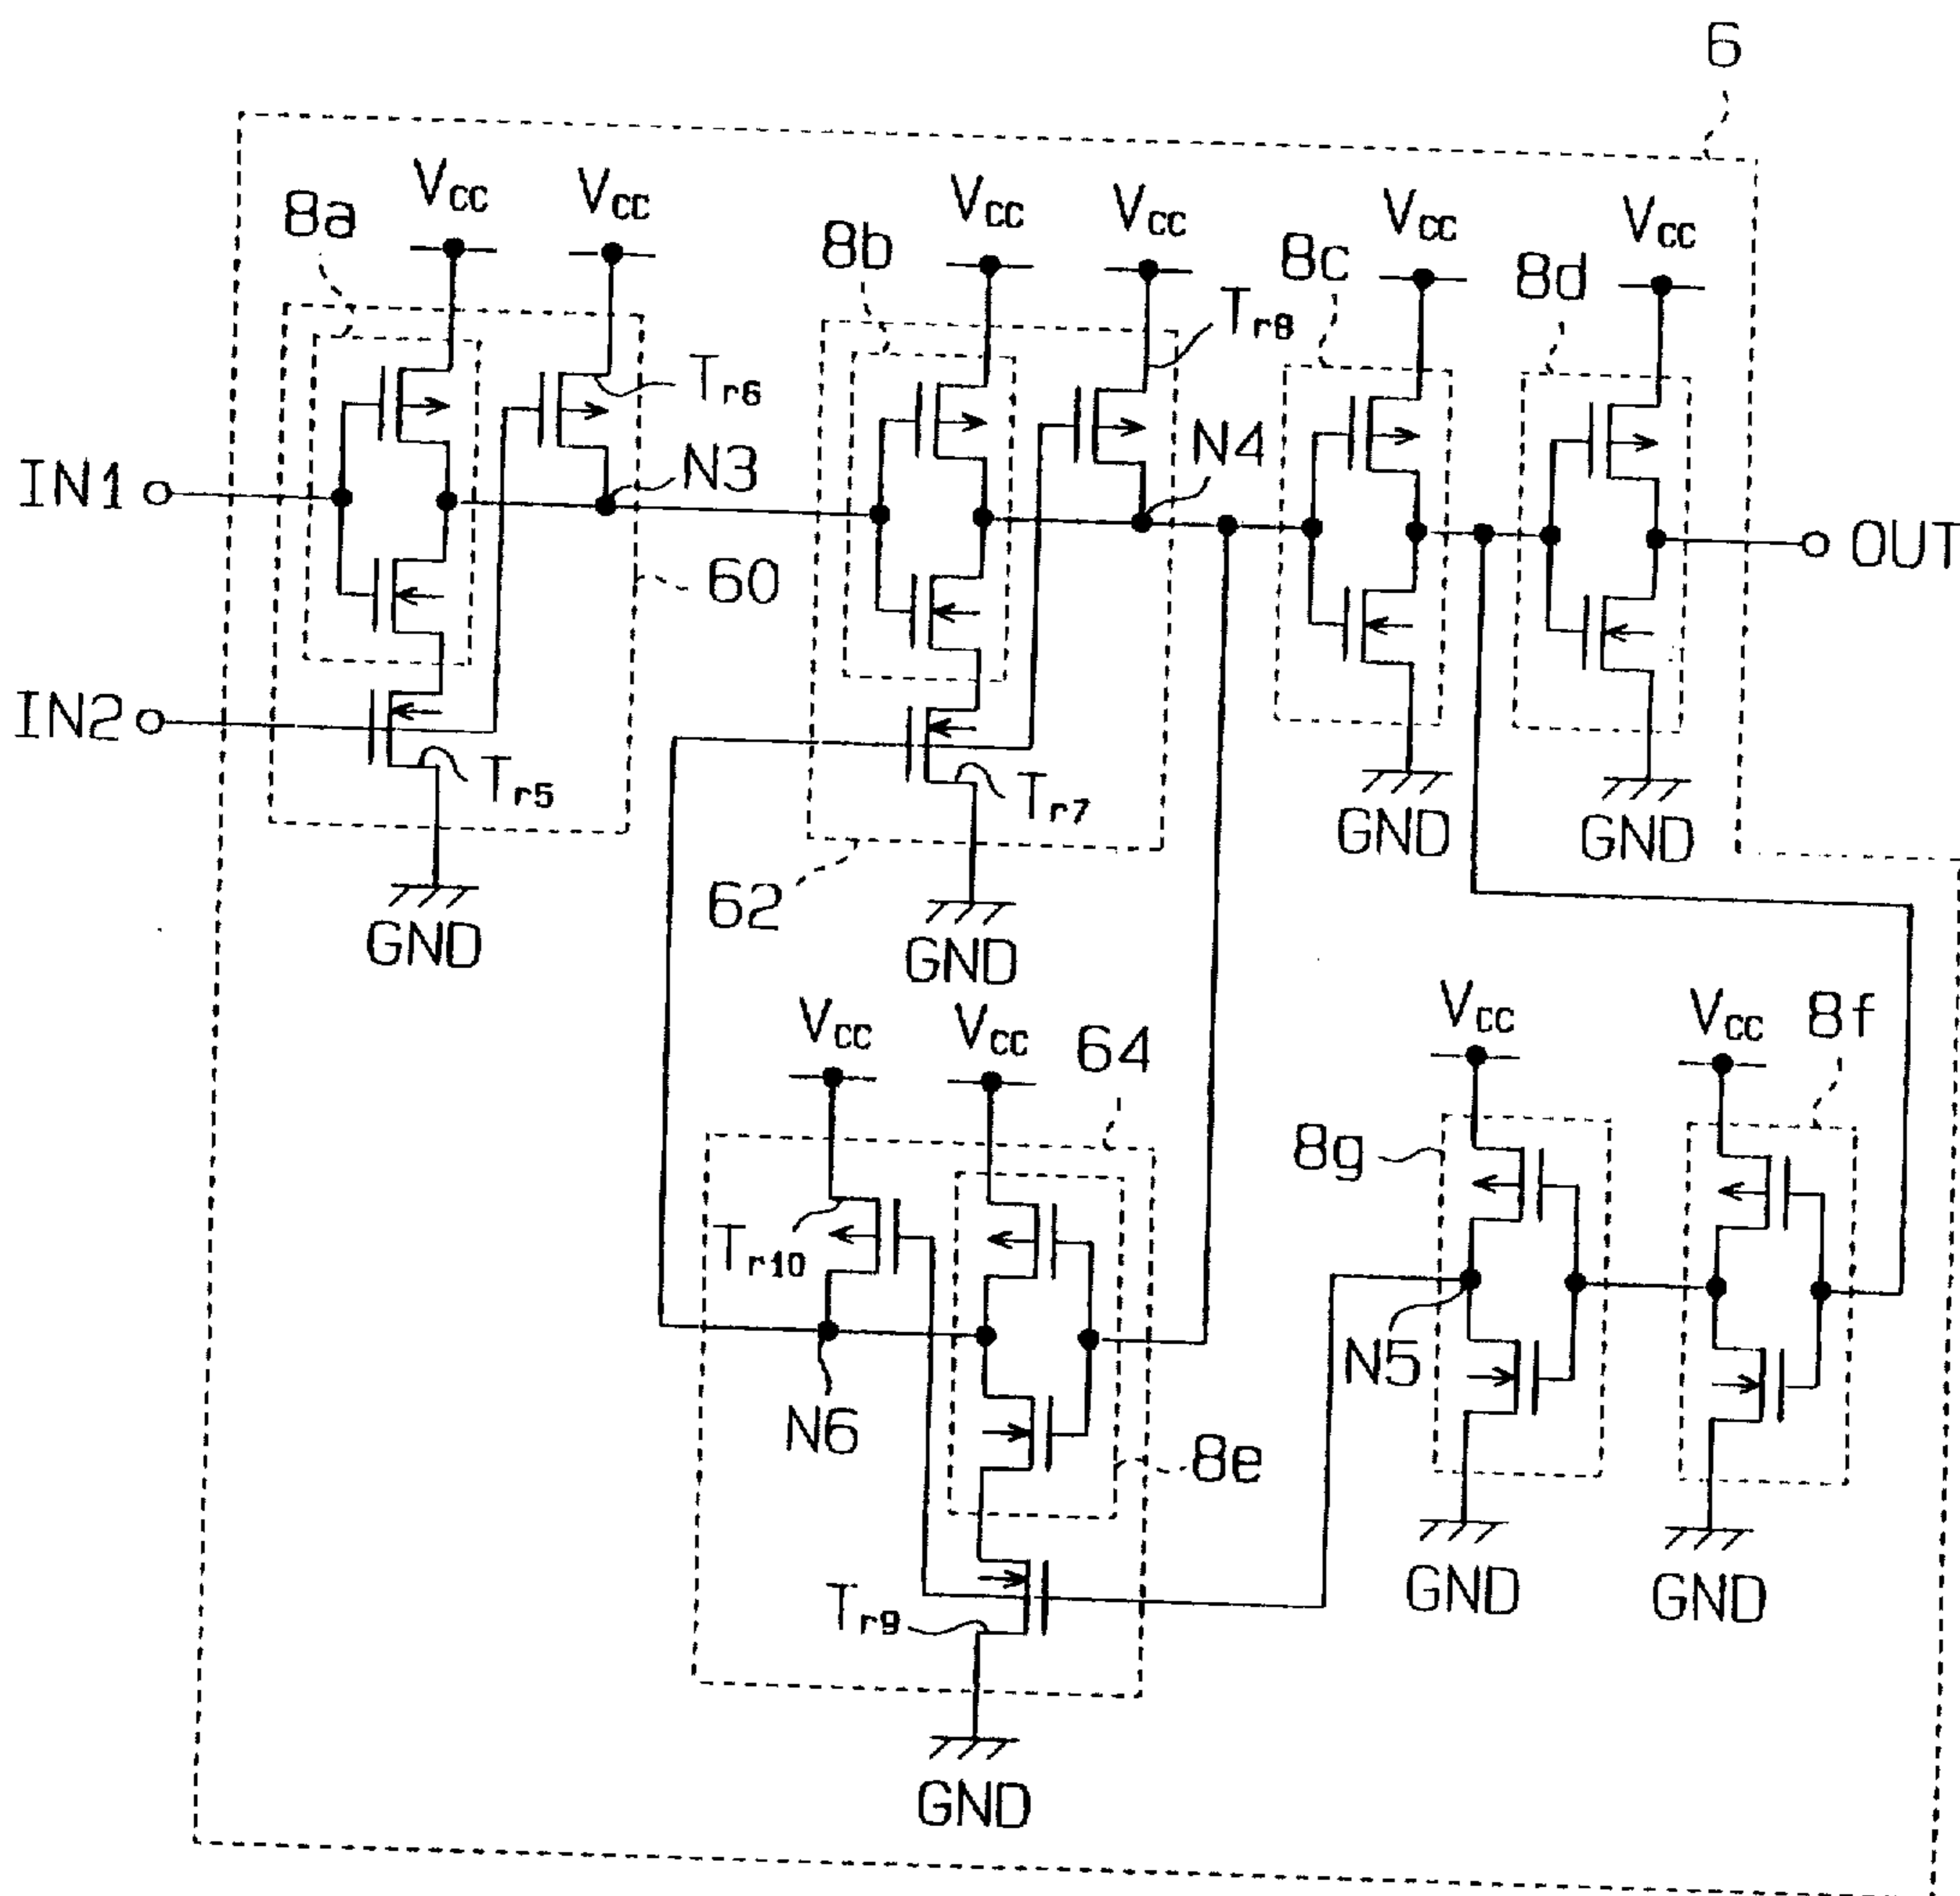 6
8a
Vcc
Vcc
8b
Vcc
Vcc
8c
Vcc
8d
Vcc
Tr6
Tr8
IN1
N3
N4
OUT
60
IN2
Tr5
Tr7
62
GND
GND
GND
GND
Vcc
Vcc
64
Vcc
Vcc
8f
8g
Tr10
N5
N6
8e
Tr9
GND
GND
GND